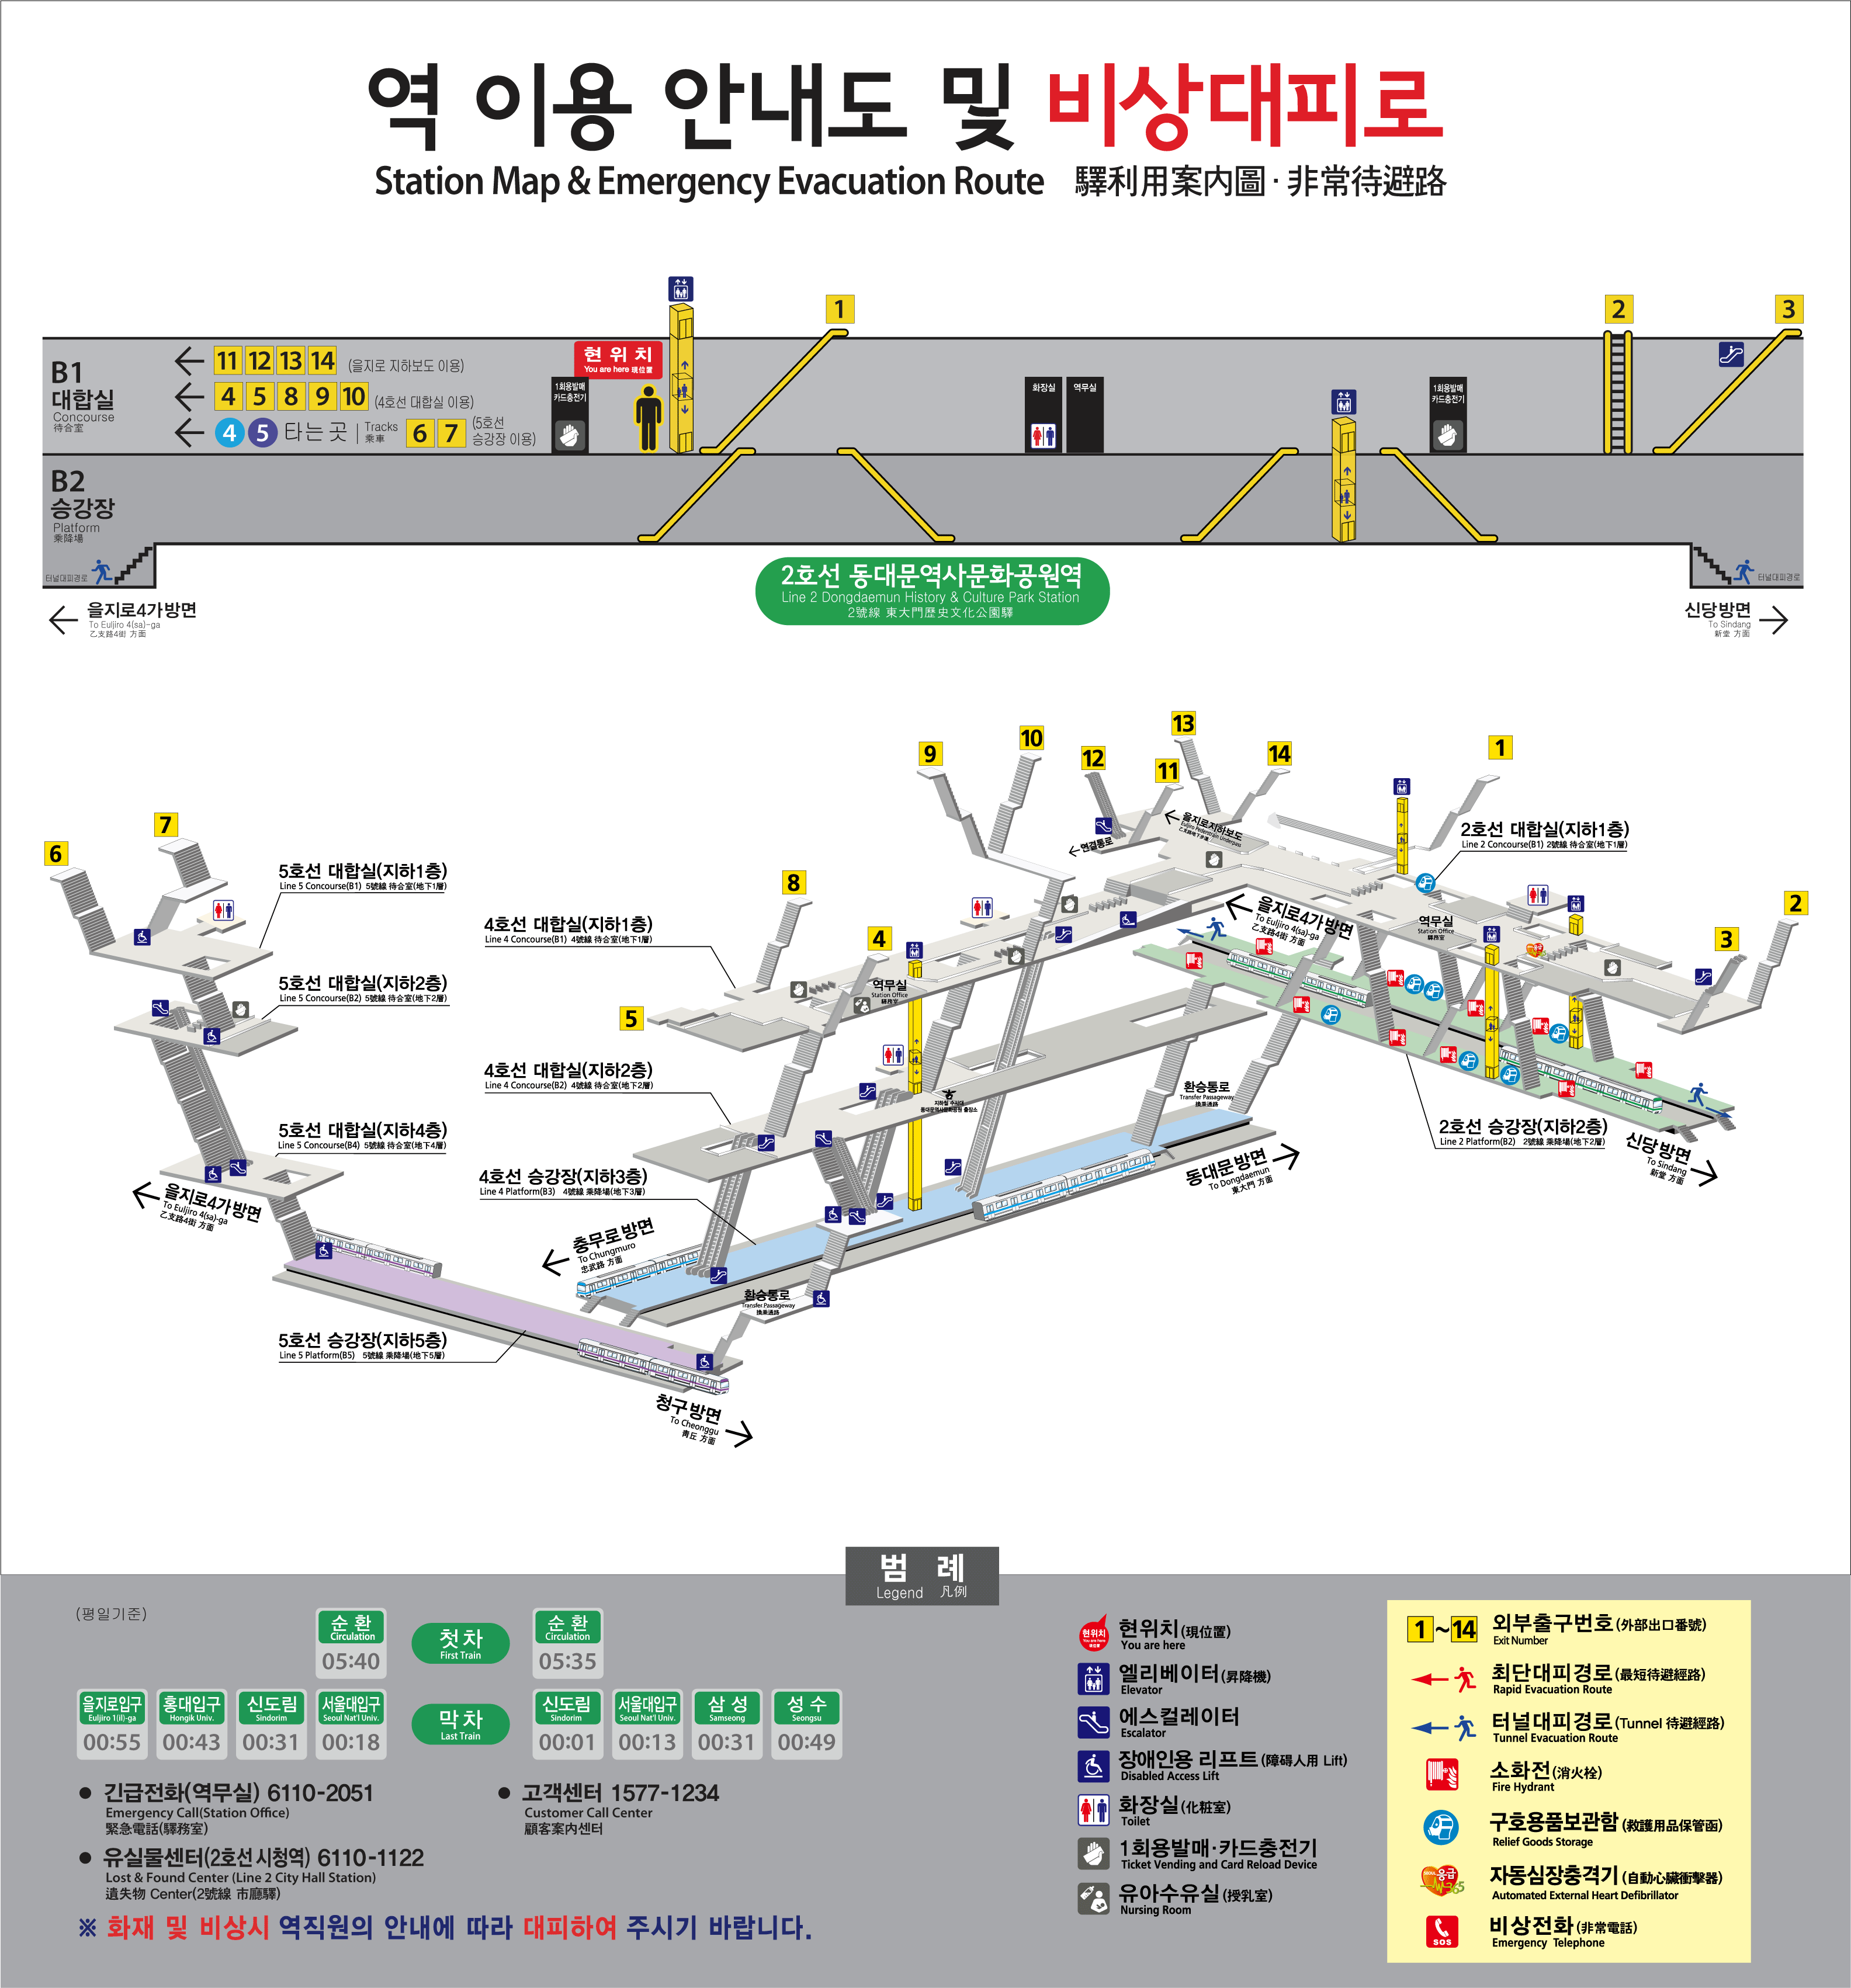 역 이용 안내도 및 비상대피로
Station Map & Emergency Evacuation Route 驛利用案内圖·非常待避路
1
2
3
B1
대합실
Concourse
待合室
← 11 12 13 14 (을지로 지하보도 이용)
← 4 5 8 9 10 (4호선 대합실 이용)
← 4 5 타는 곳 | Tracks 乘車 6 7 (5호선 승강장 이용)
1회용발매
카드충전기
현 위 치
You are here 現位置
화장실
역무실
1회용발매
카드충전기
B2
승강장
Platform
乘降場
터널대피경로
터널대피경로
← 을지로4가방면
To Euljiro 4(sa)-ga
乙支路4街 方面
2호선 동대문역사문화공원역
Line 2 Dongdaemun History & Culture Park Station
2號線 東大門歷史文化公園驛
신당방면 →
To Sindang
新堂 方面
13
10
9
12
11
14
1
7
6
8
4
5
2
3
←을지로지하보도
Euljiro Pedestrian Underpass
乙支路地下步道
←연결통로
2호선 대합실(지하1층)
Line 2 Concourse(B1) 2號線 待合室(地下1層)
5호선 대합실(지하1층)
Line 5 Concourse(B1) 5號線 待合室(地下1層)
4호선 대합실(지하1층)
Line 4 Concourse(B1) 4號線 待合室(地下1層)
을지로4가방면
To Euljiro 4(sa)-ga
乙支路4街 方面
역무실
Station Office
驛務室
5호선 대합실(지하2층)
Line 5 Concourse(B2) 5號線 待合室(地下2層)
역무실
Station Office
驛務室
4호선 대합실(지하2층)
Line 4 Concourse(B2) 4號線 待合室(地下2層)
지하철 수사대
동대문역사문화공원 출장소
환승통로
Transfer Passageway
換乘通路
5호선 대합실(지하4층)
Line 5 Concourse(B4) 5號線 待合室(地下4層)
2호선 승강장(지하2층)
Line 2 Platform(B2) 2號線 乘降場(地下2層)
신당방면
To Sindang
新堂 方面
4호선 승강장(지하3층)
Line 4 Platform(B3) 4號線 乘降場(地下3層)
동대문방면
To Dongdaemun
東大門 方面
을지로4가방면
To Euljiro 4(sa)-ga
乙支路4街 方面
충무로방면
To Chungmuro
忠武路 方面
환승통로
Transfer Passageway
換乘通路
5호선 승강장(지하5층)
Line 5 Platform(B5) 5號線 乘降場(地下5層)
청구방면
To Cheonggu
靑丘 方面
범 례
Legend 凡例
(평일기준)
순 환
Circulation
05:40
첫차
First Train
순 환
Circulation
05:35
을지로입구
Euljiro 1(il)-ga
00:55
홍대입구
Hongik Univ.
00:43
신도림
Sindorim
00:31
서울대입구
Seoul Nat'l Univ.
00:18
막차
Last Train
신도림
Sindorim
00:01
서울대입구
Seoul Nat'l Univ.
00:13
삼 성
Samseong
00:31
성 수
Seongsu
00:49
● 긴급전화(역무실) 6110-2051
Emergency Call(Station Office)
緊急電話(驛務室)
● 고객센터 1577-1234
Customer Call Center
顧客案内센터
● 유실물센터(2호선 시청역) 6110-1122
Lost & Found Center (Line 2 City Hall Station)
遺失物 Center(2號線 市廳驛)
※ 화재 및 비상시 역직원의 안내에 따라 대피하여 주시기 바랍니다.
현위치(現位置)
You are here
엘리베이터(昇降機)
Elevator
에스컬레이터
Escalator
장애인용 리프트(障碍人用 Lift)
Disabled Access Lift
화장실(化粧室)
Toilet
1회용발매·카드충전기
Ticket Vending and Card Reload Device
유아수유실(授乳室)
Nursing Room
1~14 외부출구번호(外部出口番號)
Exit Number
최단대피경로(最短待避經路)
Rapid Evacuation Route
터널대피경로(Tunnel 待避經路)
Tunnel Evacuation Route
소화전(消火栓)
Fire Hydrant
구호용품보관함(救護用品保管函)
Relief Goods Storage
응급
자동심장충격기(自動心臟衝擊器)
Automated External Heart Defibrillator
SOS
비상전화(非常電話)
Emergency Telephone